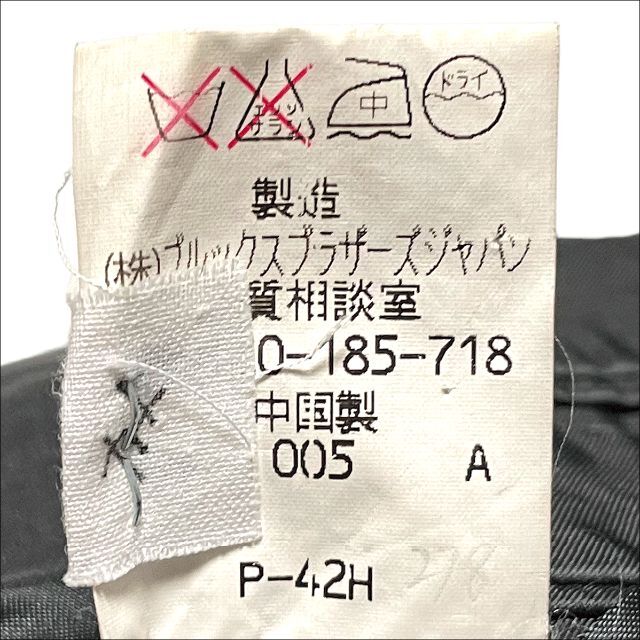 エンソ
サラシ
中
ドライ
製造
(株)ブルックスブラザーズジャパン
質相談室
0-185-718
中国製
005 A
P-42H
278